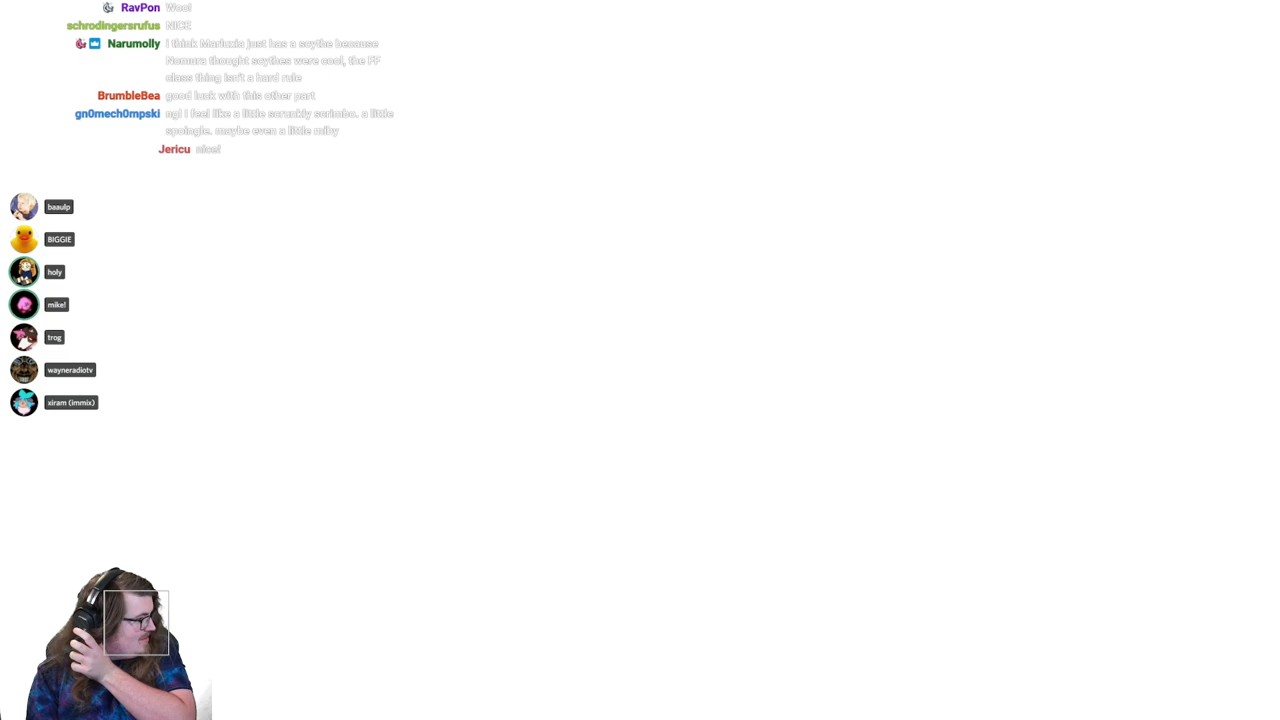 RavPon Woo!
schrodingersrufus NICE
Narumolly I think Marluxia just has a scythe because
Nomura thought scythes were cool, the FF
class thing isn't a hard rule
BrumbleBea good luck with this other part
gn0mech0mpski ngl I feel like a little scrunkly scrimbo. a little
spoingle. maybe even a little miby
Jericu nice!
baaulp
BIGGIE
holy
mike!
trog
wayneradiotv
xiram (immix)